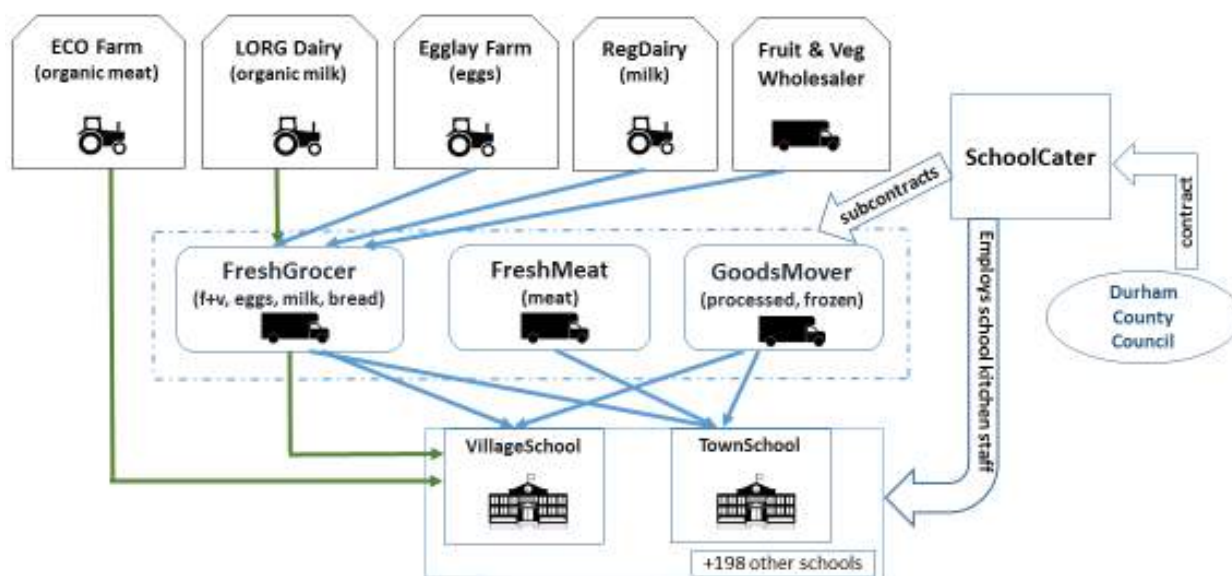 ECO Farm
(organic meat)
LORG Dairy
(organic milk)
Egglay Farm
(eggs)
RegDairy
(milk)
Fruit & Veg
Wholesaler
SchoolCater
subcontracts
contract
FreshGrocer
(f+v, eggs, milk, bread)
FreshMeat
(meat)
GoodsMover
(processed, frozen)
Employs school kitchen staff
Durham
County
Council
VillageSchool
TownSchool
+198 other schools